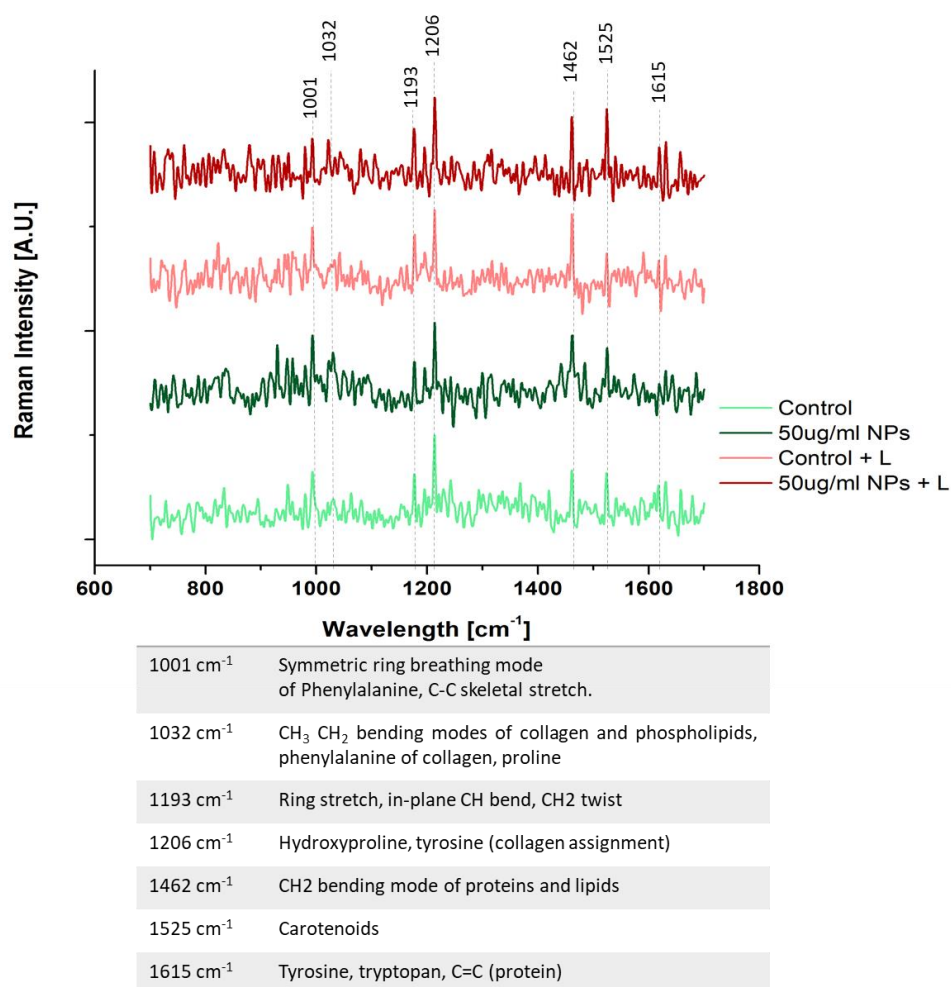 1001
1032
1193
1206
1462
1525
1615
Raman Intensity [A.U.]
Control
50ug/ml NPs
Control + L
50ug/ml NPs + L
600 800 1000 1200 1400 1600 1800
Wavelength [cm⁻¹]
1001 cm⁻¹ Symmetric ring breathing mode
of Phenylalanine, C-C skeletal stretch.
1032 cm⁻¹ CH₃ CH₂ bending modes of collagen and phospholipids,
phenylalanine of collagen, proline
1193 cm⁻¹ Ring stretch, in-plane CH bend, CH2 twist
1206 cm⁻¹ Hydroxyproline, tyrosine (collagen assignment)
1462 cm⁻¹ CH2 bending mode of proteins and lipids
1525 cm⁻¹ Carotenoids
1615 cm⁻¹ Tyrosine, tryptopan, C=C (protein)